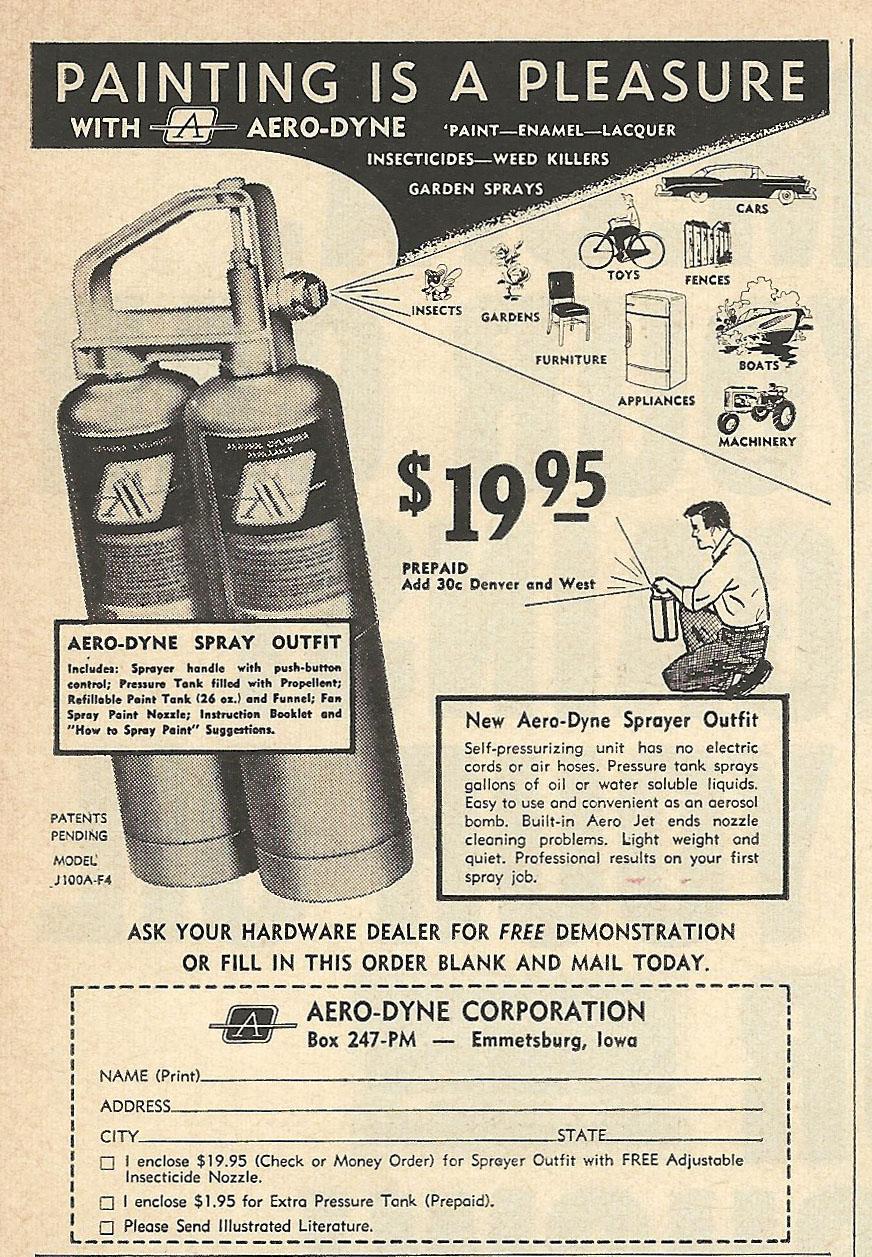 PAINTING IS A PLEASURE
WITH A AERO-DYNE
'PAINT—ENAMEL—LACQUER
INSECTICIDES—WEED KILLERS
GARDEN SPRAYS
CARS
TOYS
FENCES
INSECTS
GARDENS
FURNITURE
BOATS
APPLIANCES
MACHINERY
$19.95
PREPAID
Add 30c Denver and West
AERO-DYNE SPRAY OUTFIT
Includes: Sprayer handle with push-button
control; Pressure Tank filled with Propellent;
Refillable Paint Tank (26 oz.) and Funnel; Fan
Spray Paint Nozzle; Instruction Booklet and
"How to Spray Paint" Suggestions.
New Aero-Dyne Sprayer Outfit
Self-pressurizing unit has no electric
cords or air hoses. Pressure tank sprays
gallons of oil or water soluble liquids.
Easy to use and convenient as an aerosol
bomb. Built-in Aero Jet ends nozzle
cleaning problems. Light weight and
quiet. Professional results on your first
spray job.
PATENTS
PENDING
MODEL
J100A-F4
ASK YOUR HARDWARE DEALER FOR FREE DEMONSTRATION
OR FILL IN THIS ORDER BLANK AND MAIL TODAY.
A AERO-DYNE CORPORATION
Box 247-PM — Emmetsburg, Iowa
NAME (Print)
ADDRESS
CITY STATE
I enclose $19.95 (Check or Money Order) for Sprayer Outfit with FREE Adjustable
Insecticide Nozzle.
I enclose $1.95 for Extra Pressure Tank (Prepaid).
Please Send Illustrated Literature.